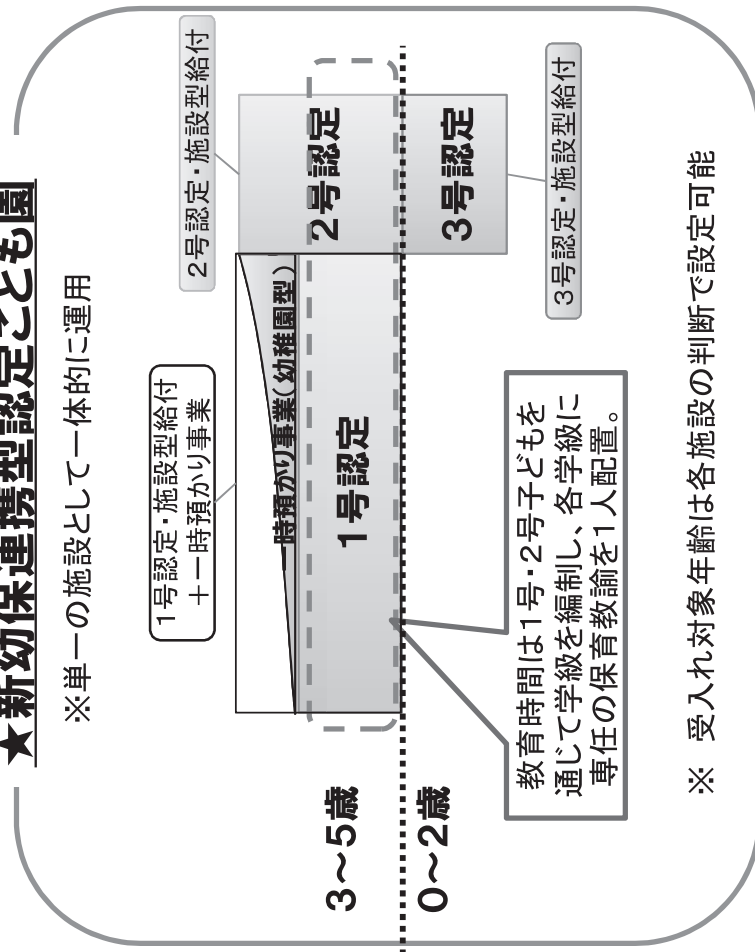 ★新幼保連携型認定こども園
※単一の施設として一体的に運用
1号認定・施設型給付
＋一時預かり事業
2号認定・施設型給付
一時預かり事業（幼稚園型）
3～5歳
1号認定
2号認定
0～2歳
3号認定
教育時間は1号・2号子どもを
通じて学級を編制し、各学級に
専任の保育教諭を1人配置。
3号認定・施設型給付
※ 受入れ対象年齢は各施設の判断で設定可能